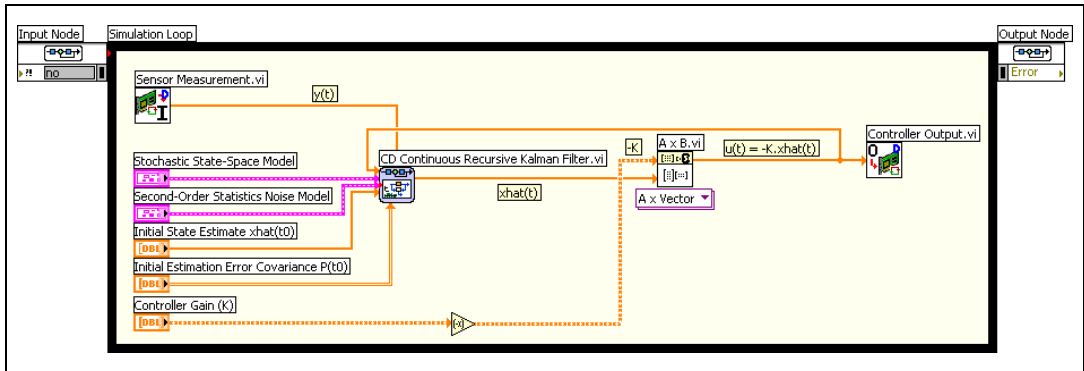 Input Node
Simulation Loop
Output Node
?!
no
Error
Sensor Measurement.vi
y(t)
Controller Output.vi
-K
A x B.vi
u(t) = -K.xhat(t)
Stochastic State-Space Model
CD Continuous Recursive Kalman Filter.vi
Second-Order Statistics Noise Model
xhat(t)
A x Vector
Initial State Estimate xhat(t0)
[DBL]
Initial Estimation Error Covariance P(t0)
[DBL]
Controller Gain (K)
[DBL]
(-x)